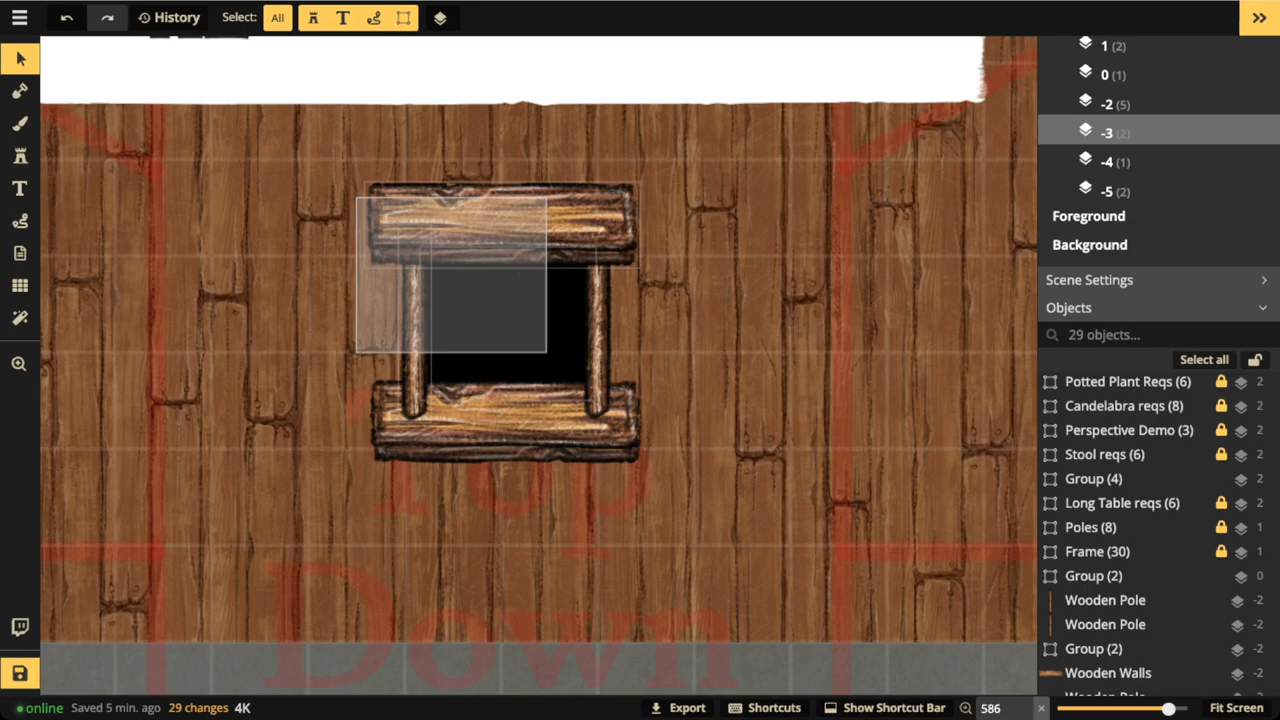 History
Select:
All
T
1 (2)
0 (1)
-2 (5)
-3 (2)
-4 (1)
-5 (2)
Foreground
Background
Scene Settings
Objects
29 objects...
Select all
Potted Plant Reqs (6) 2
Candelabra reqs (8) 2
Perspective Demo (3) 2
Stool reqs (6) 2
Group (4) 2
Long Table reqs (6) 2
Poles (8) 1
Frame (30) 1
Group (2) 0
Wooden Pole -2
Wooden Pole -2
Group (2) -2
Wooden Walls -2
Wooden Pole -2
T
Top
Down
online
Saved 5 min. ago
29 changes
4K
Export
Shortcuts
Show Shortcut Bar
586
×
Fit Screen